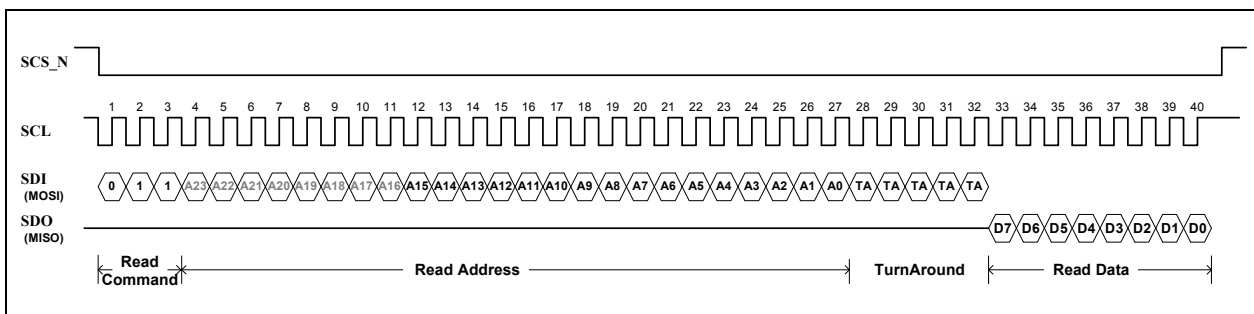 SCS_N
1 2 3 4 5 6 7 8 9 10 11 12 13 14 15 16 17 18 19 20 21 22 23 24 25 26 27 28 29 30 31 32 33 34 35 36 37 38 39 40
SCL
SDI
(MOSI)
0 1 1 A23 A22 A21 A20 A19 A18 A17 A16 A15 A14 A13 A12 A11 A10 A9 A8 A7 A6 A5 A4 A3 A2 A1 A0 TA TA TA TA TA
SDO
(MISO)
D7 D6 D5 D4 D3 D2 D1 D0
Read
Command
Read Address
TurnAround
Read Data